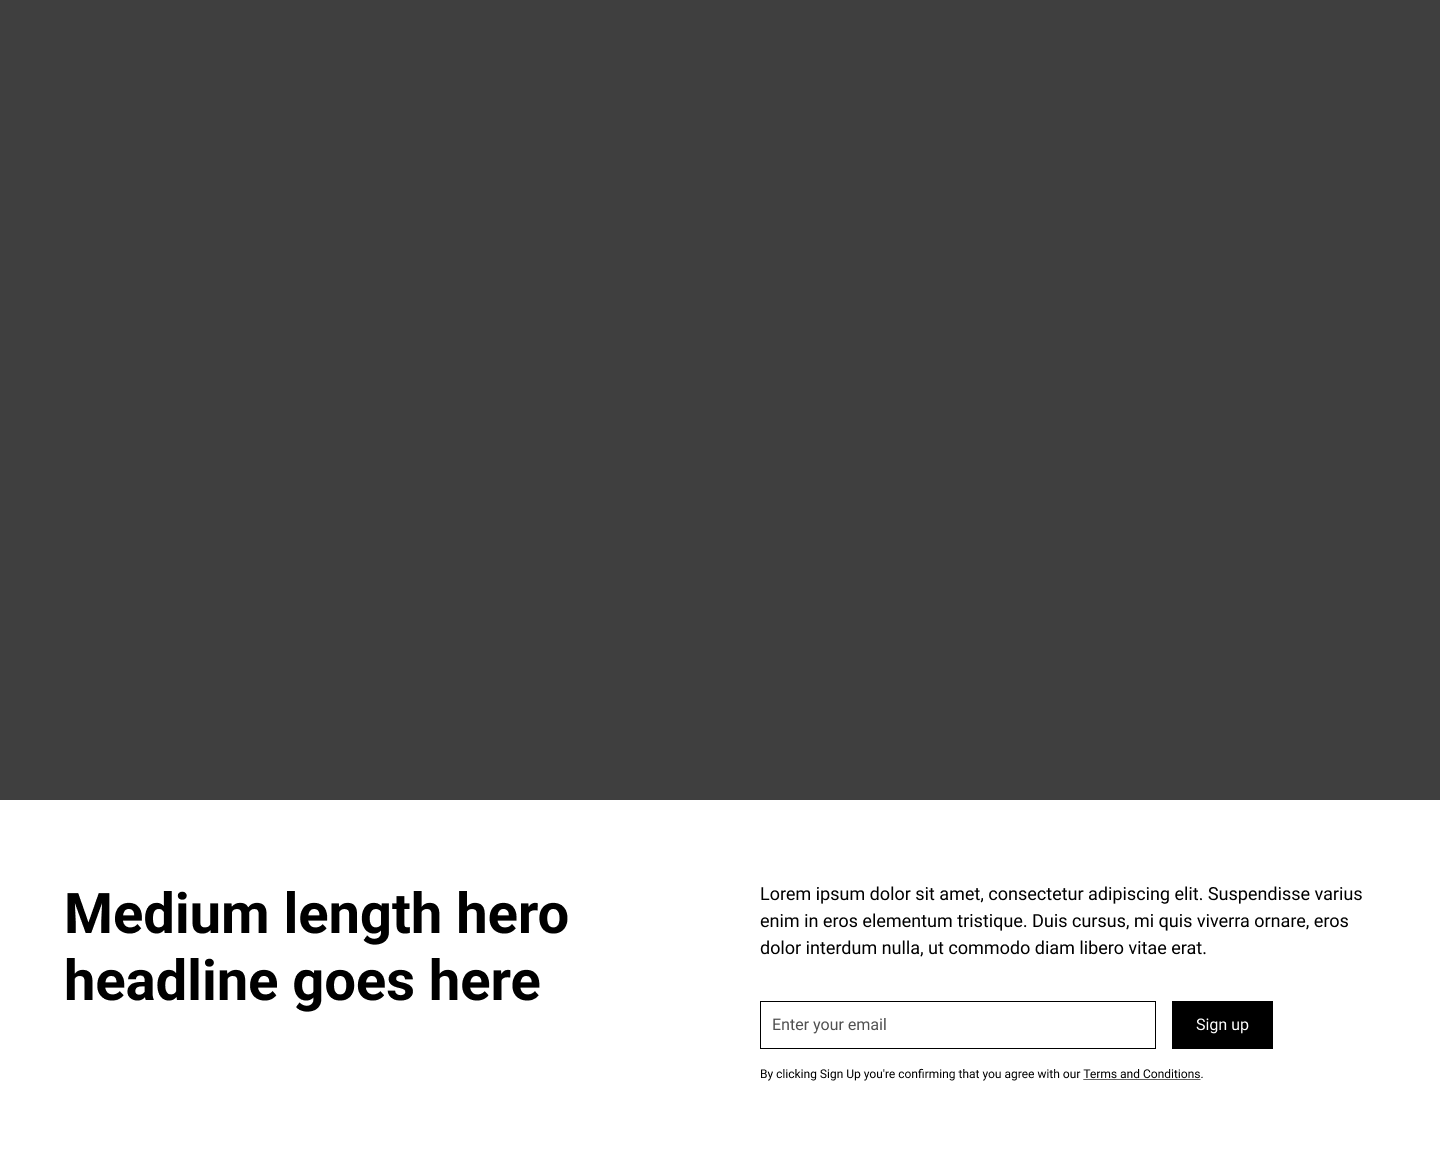 Medium length hero
headline goes here
Lorem ipsum dolor sit amet, consectetur adipiscing elit. Suspendisse varius
enim in eros elementum tristique. Duis cursus, mi quis viverra ornare, eros
dolor interdum nulla, ut commodo diam libero vitae erat.
Enter your email
Sign up
By clicking Sign Up you're confirming that you agree with our Terms and Conditions.